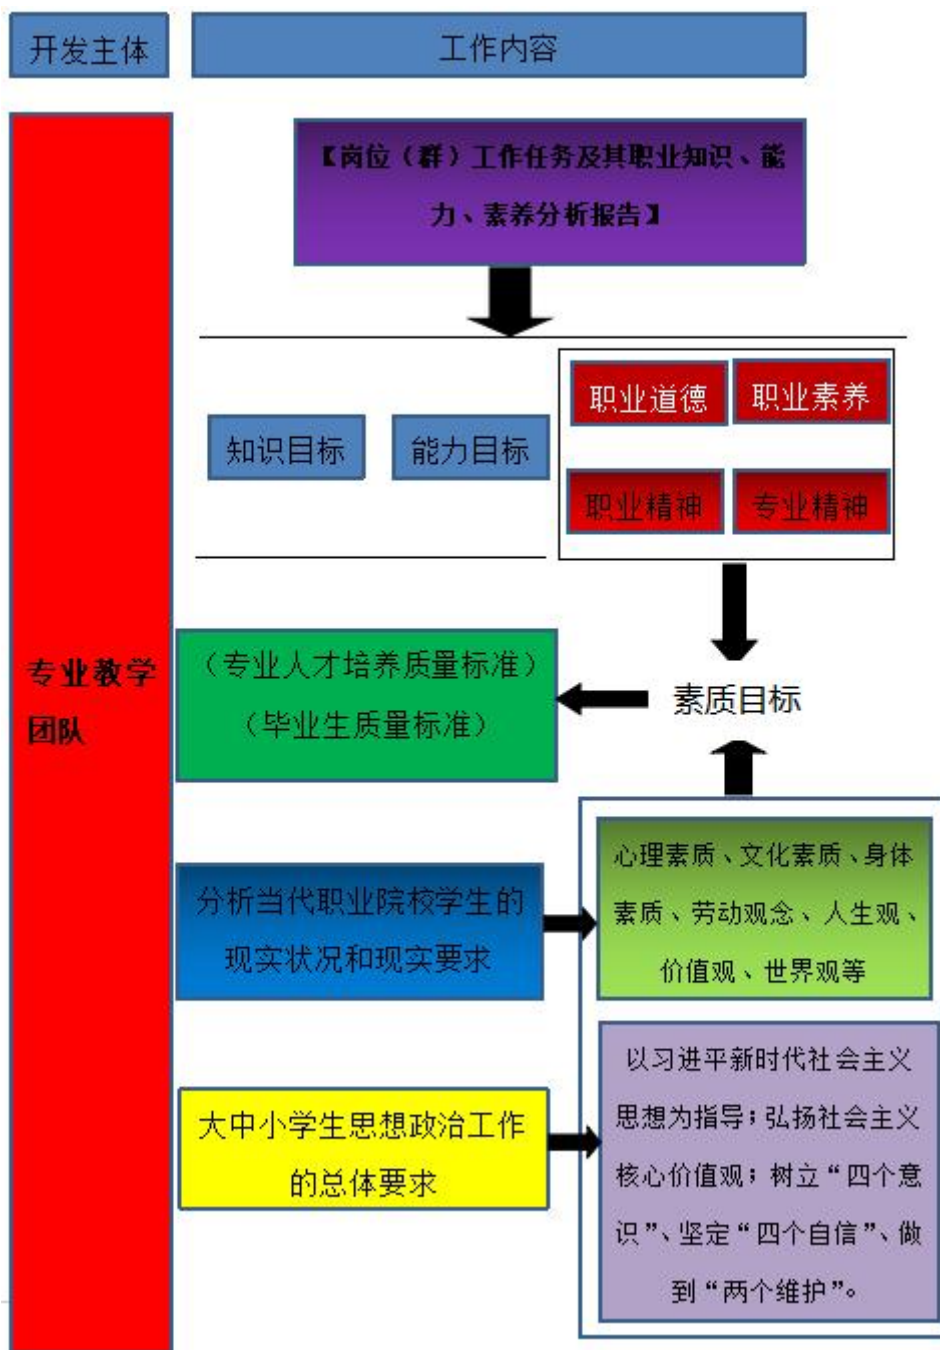 开发主体
工作内容
【岗位（群）工作任务及其职业知识、能
力、素养分析报告】
职业道德
职业素养
知识目标
能力目标
职业精神
专业精神
专业教学
团队
（专业人才培养质量标准）
（毕业生质量标准）
素质目标
分析当代职业院校学生的
现实状况和现实要求
心理素质、文化素质、身体
素质、劳动观念、人生观、
价值观、世界观等
大中小学生思想政治工作
的总体要求
以习进平新时代社会主义
思想为指导；弘扬社会主义
核心价值观；树立“四个意
识”、坚定“四个自信”、做
到“两个维护”。